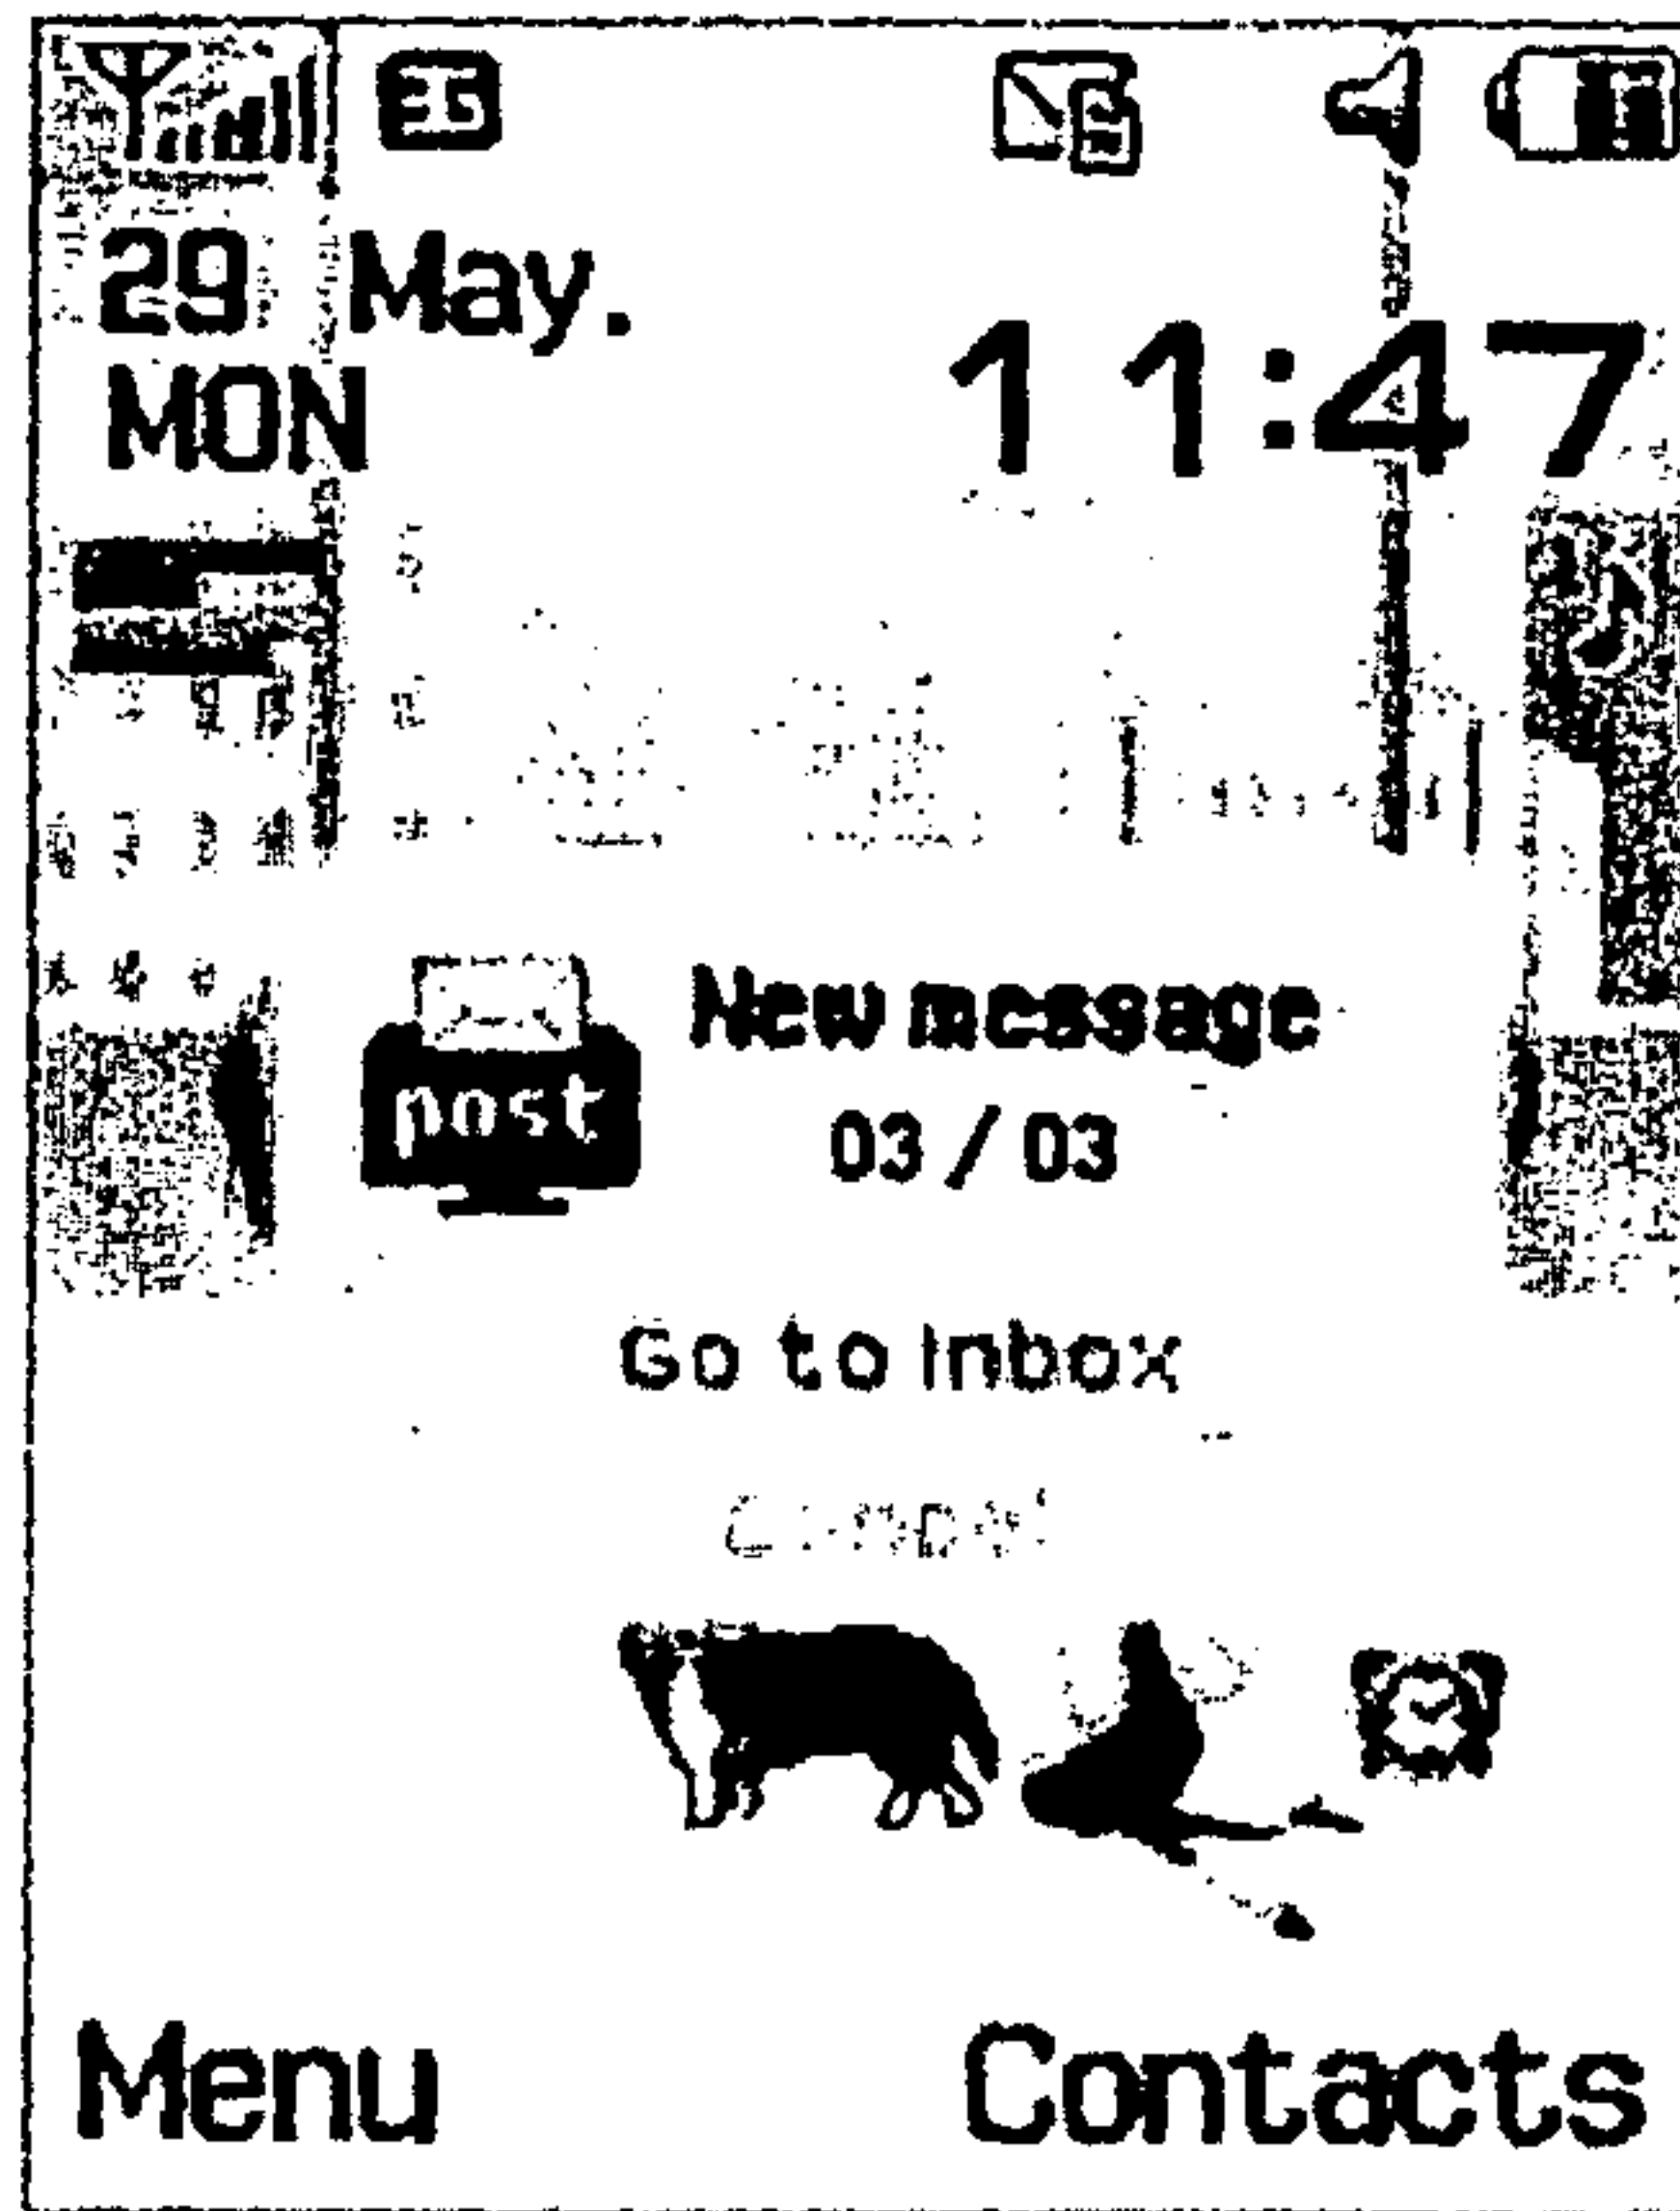 29 May.
MON
11:47
New message
post
03/03
Go to Inbox
Menu
Contacts